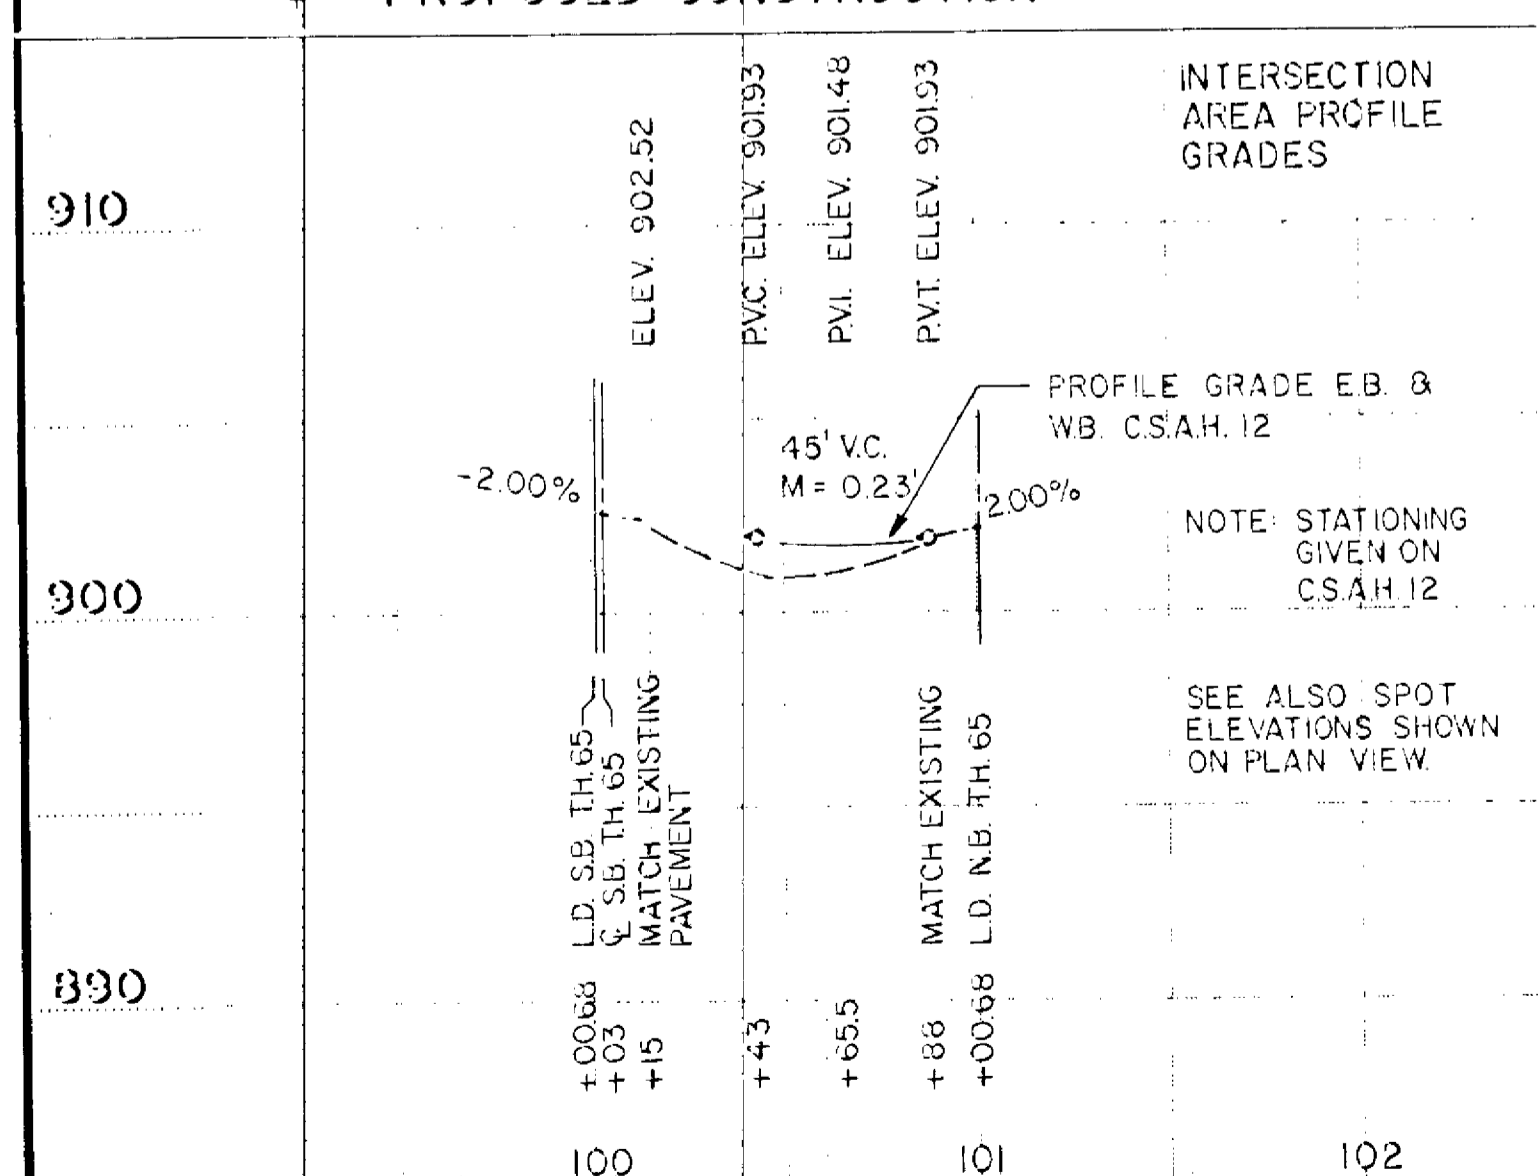 INTERSECTION
AREA PROFILE
GRADES
ELEV. 902.52
P.V.C. ELEV. 901.93
P.V.I. ELEV. 901.48
P.V.T. ELEV. 901.93
910
PROFILE GRADE E.B. &
W.B. C.S.A.H. 12
45' V.C.
M = 0.23'
-2.00%
2.00%
NOTE: STATIONING
GIVEN ON
C.S.A.H. 12
900
SEE ALSO SPOT
ELEVATIONS SHOWN
ON PLAN VIEW.
890
+00.68 L.D. S.B. T.H. 65
+03 ℄ S.B. T.H. 65
+15 MATCH EXISTING
PAVEMENT
+43
+65.5
+88 MATCH EXISTING
+00.68 L.D. N.B. T.H. 65
100
101
102